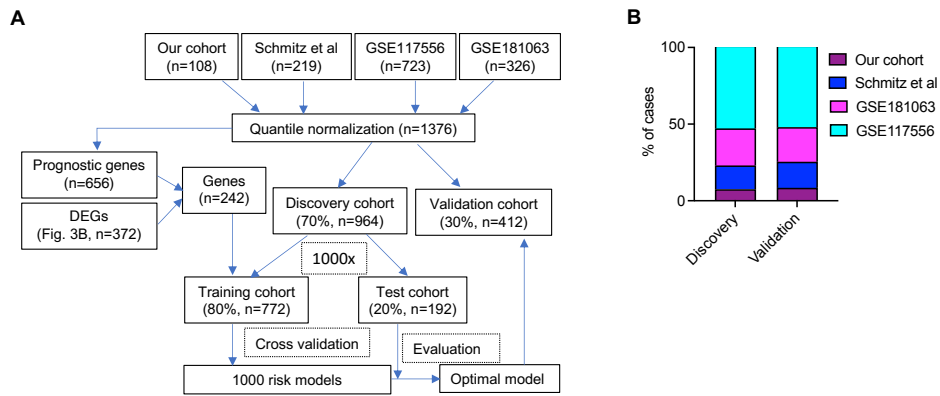 A
Our cohort
(n=108)
Schmitz et al
(n=219)
GSE117556
(n=723)
GSE181063
(n=326)
Quantile normalization (n=1376)
Prognostic genes
(n=656)
Genes
(n=242)
DEGs
(Fig. 3B, n=372)
Discovery cohort
(70%, n=964)
Validation cohort
(30%, n=412)
1000x
Training cohort
(80%, n=772)
Test cohort
(20%, n=192)
Cross validation
Evaluation
1000 risk models
Optimal model
B
% of cases
100
50
0
Discovery
Validation
Our cohort
Schmitz et al
GSE181063
GSE117556